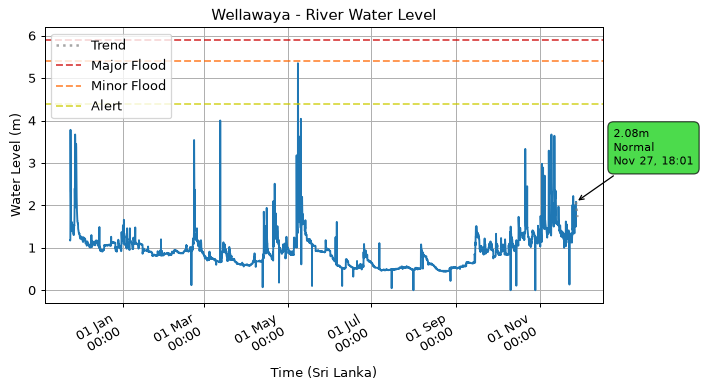 Wellawaya - River Water Level
Trend
Major Flood
Minor Flood
Alert
6
5
4
3
2
1
0
Water Level (m)
2.08m
Normal
Nov 27, 18:01
01 Jan
00:00
01 Mar
00:00
01 May
00:00
01 Jul
00:00
01 Sep
00:00
01 Nov
00:00
Time (Sri Lanka)